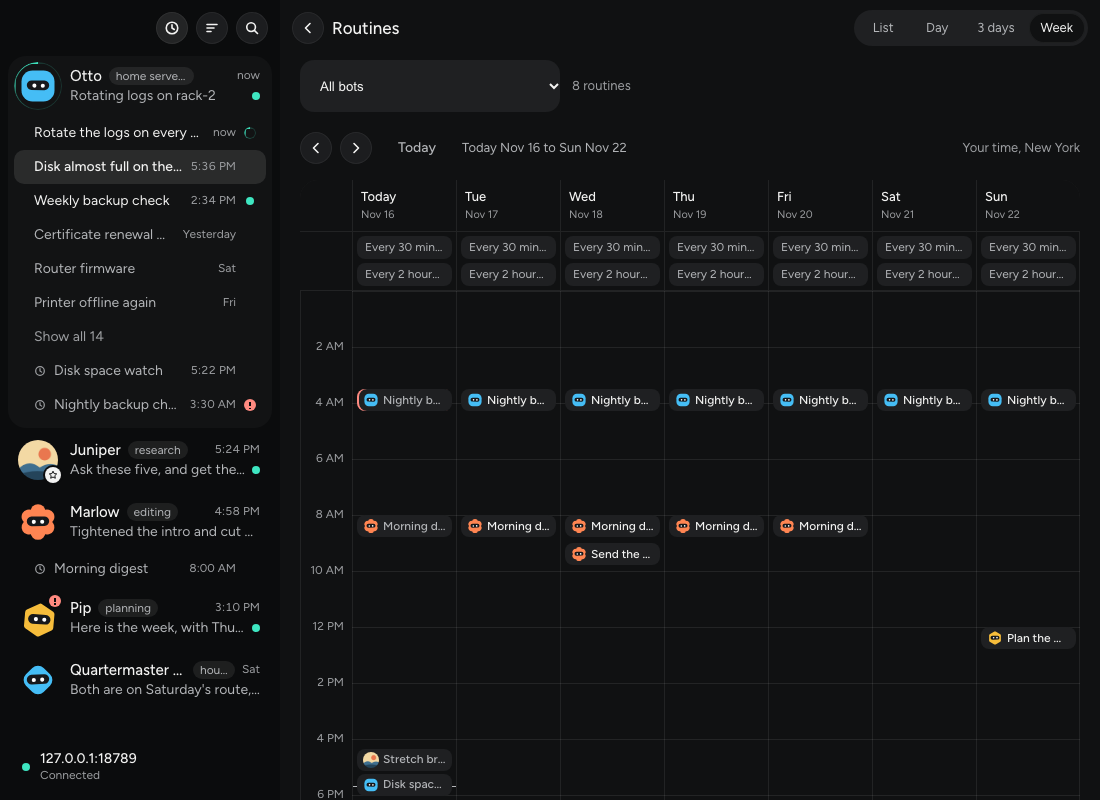 Otto home serve... now
Rotating logs on rack-2
Rotate the logs on every ... now
Disk almost full on the... 5:36 PM
Weekly backup check 2:34 PM
Certificate renewal ... Yesterday
Router firmware Sat
Printer offline again Fri
Show all 14
Disk space watch 5:22 PM
Nightly backup ch... 3:30 AM
Juniper research 5:24 PM
Ask these five, and get the...
Marlow editing 4:58 PM
Tightened the intro and cut ...
Morning digest 8:00 AM
Pip planning 3:10 PM
Here is the week, with Thu...
Quartermaster ... hou... Sat
Both are on Saturday's route,...
127.0.0.1:18789
Connected
Routines
List Day 3 days Week
All bots 8 routines
Today Today Nov 16 to Sun Nov 22 Your time, New York
Today Tue Wed Thu Fri Sat Sun
Nov 16 Nov 17 Nov 18 Nov 19 Nov 20 Nov 21 Nov 22
Every 30 min... Every 30 min... Every 30 min... Every 30 min... Every 30 min... Every 30 min... Every 30 min...
Every 2 hour... Every 2 hour... Every 2 hour... Every 2 hour... Every 2 hour... Every 2 hour... Every 2 hour...
2 AM
4 AM Nightly b... Nightly b... Nightly b... Nightly b... Nightly b... Nightly b... Nightly b...
6 AM
8 AM Morning d... Morning d... Morning d... Morning d... Morning d...
Send the ...
10 AM
12 PM
Plan the ...
2 PM
4 PM
Stretch br...
Disk spac...
6 PM